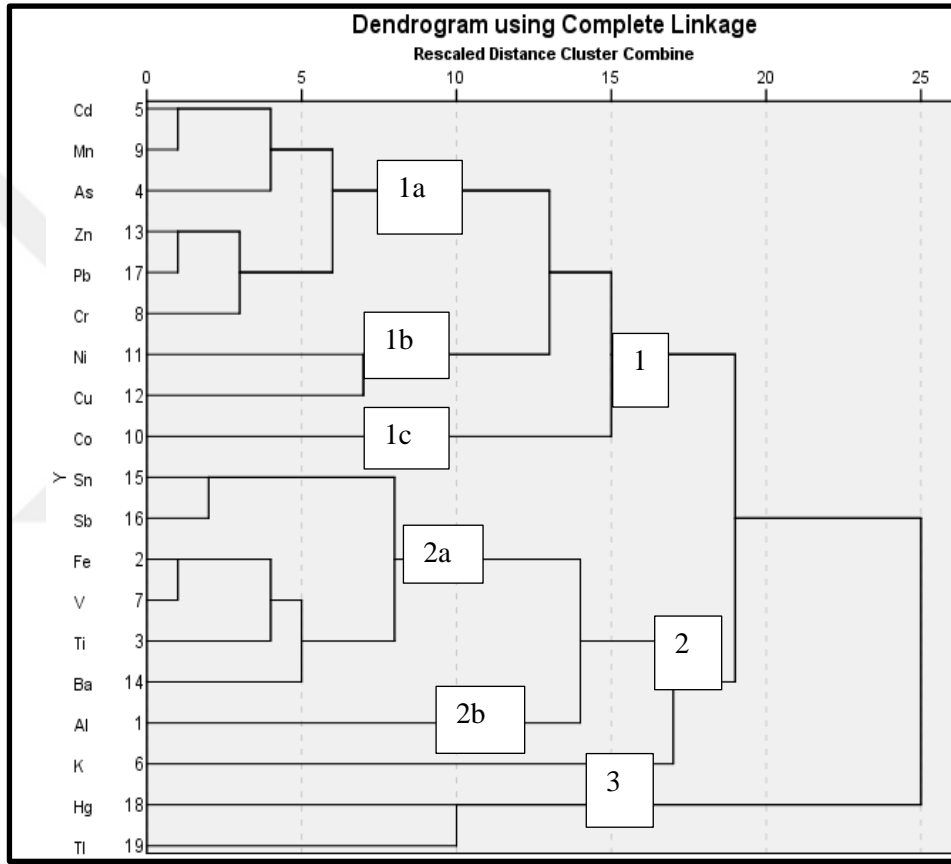 Dendrogram using Complete Linkage
Rescaled Distance Cluster Combine
0 5 10 15 20 25
Cd 5
Mn 9
As 4
1a
Zn 13
Pb 17
Cr 8
1b
Ni 11
1
Cu 12
Co 10
1c
Y
Sn 15
Sb 16
2a
Fe 2
V 7
Ti 3
2
Ba 14
2b
Al 1
K 6
3
Hg 18
Tl 19